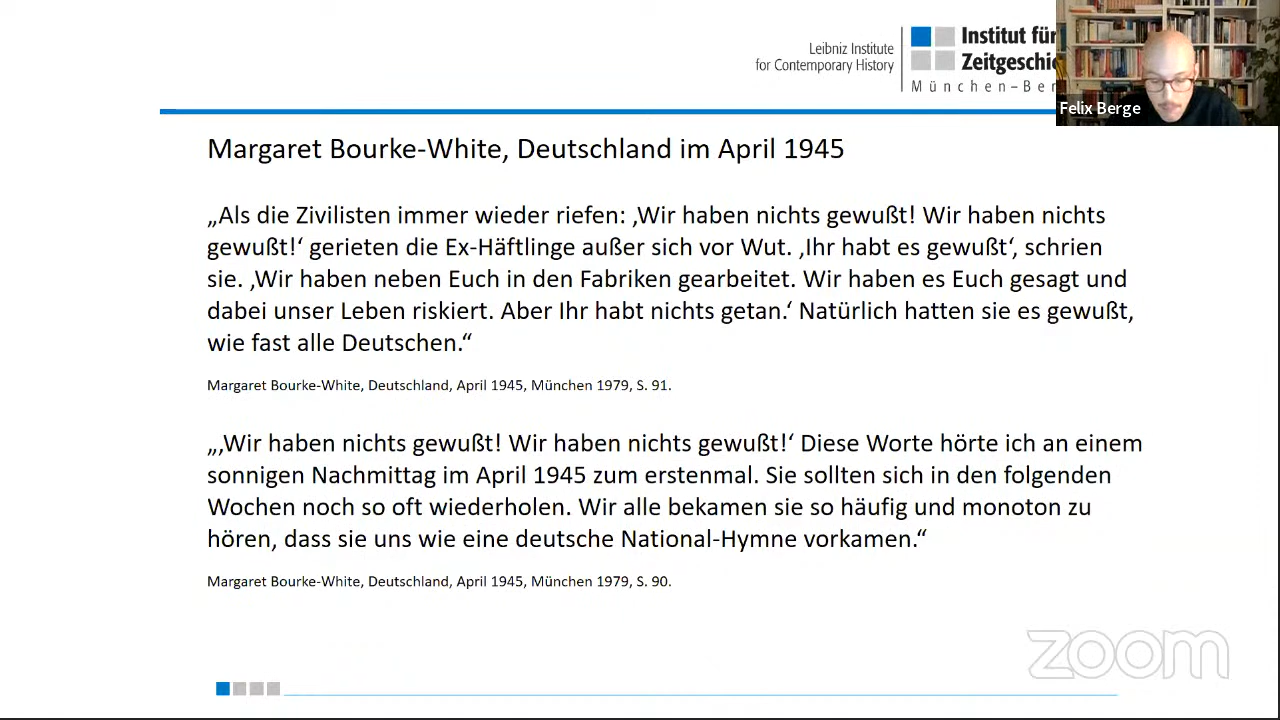 Leibniz Institute
for Contemporary History
Institut für
Zeitgeschic
München–Ber
Felix Berge
Margaret Bourke-White, Deutschland im April 1945
„Als die Zivilisten immer wieder riefen: ‚Wir haben nichts gewußt! Wir haben nichts
gewußt!‘ gerieten die Ex-Häftlinge außer sich vor Wut. ‚Ihr habt es gewußt‘, schrien
sie. ‚Wir haben neben Euch in den Fabriken gearbeitet. Wir haben es Euch gesagt und
dabei unser Leben riskiert. Aber Ihr habt nichts getan.‘ Natürlich hatten sie es gewußt,
wie fast alle Deutschen.“
Margaret Bourke-White, Deutschland, April 1945, München 1979, S. 91.
„‚Wir haben nichts gewußt! Wir haben nichts gewußt!‘ Diese Worte hörte ich an einem
sonnigen Nachmittag im April 1945 zum erstenmal. Sie sollten sich in den folgenden
Wochen noch so oft wiederholen. Wir alle bekamen sie so häufig und monoton zu
hören, dass sie uns wie eine deutsche National-Hymne vorkamen.“
Margaret Bourke-White, Deutschland, April 1945, München 1979, S. 90.
zoom